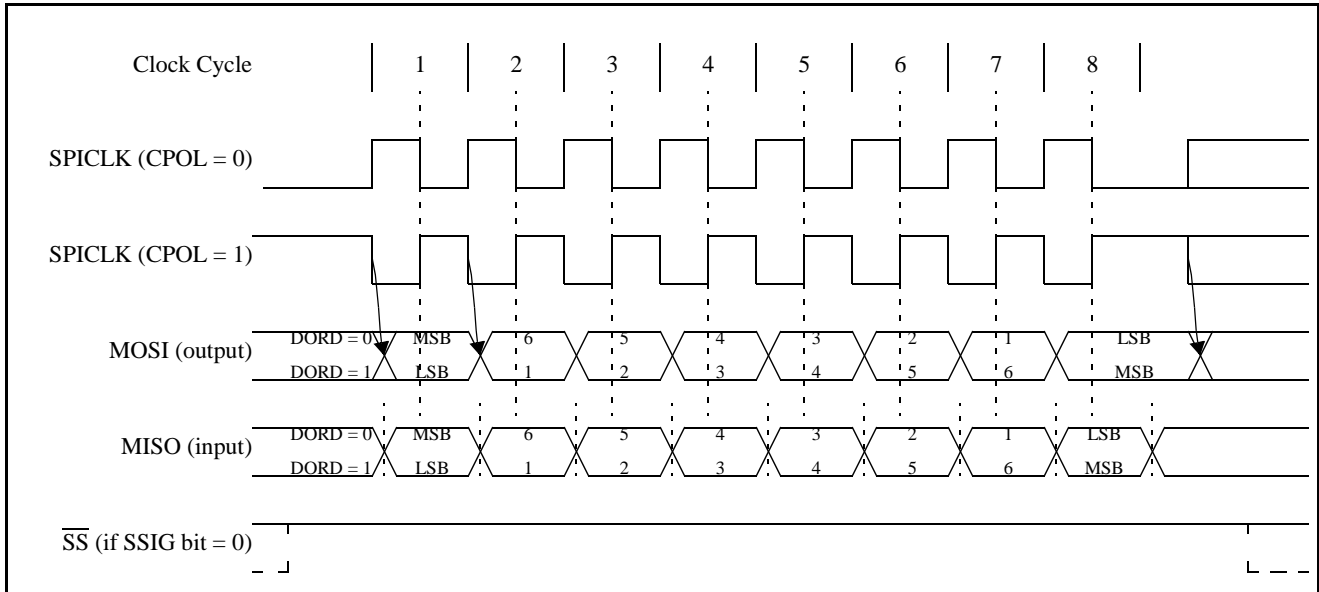 Clock Cycle 1 2 3 4 5 6 7 8
SPICLK (CPOL = 0)
SPICLK (CPOL = 1)
MOSI (output)
DORD = 0 MSB 6 5 4 3 2 1 LSB
DORD = 1 LSB 1 2 3 4 5 6 MSB
MISO (input)
DORD = 0 MSB 6 5 4 3 2 1 LSB
DORD = 1 LSB 1 2 3 4 5 6 MSB
SS (if SSIG bit = 0)